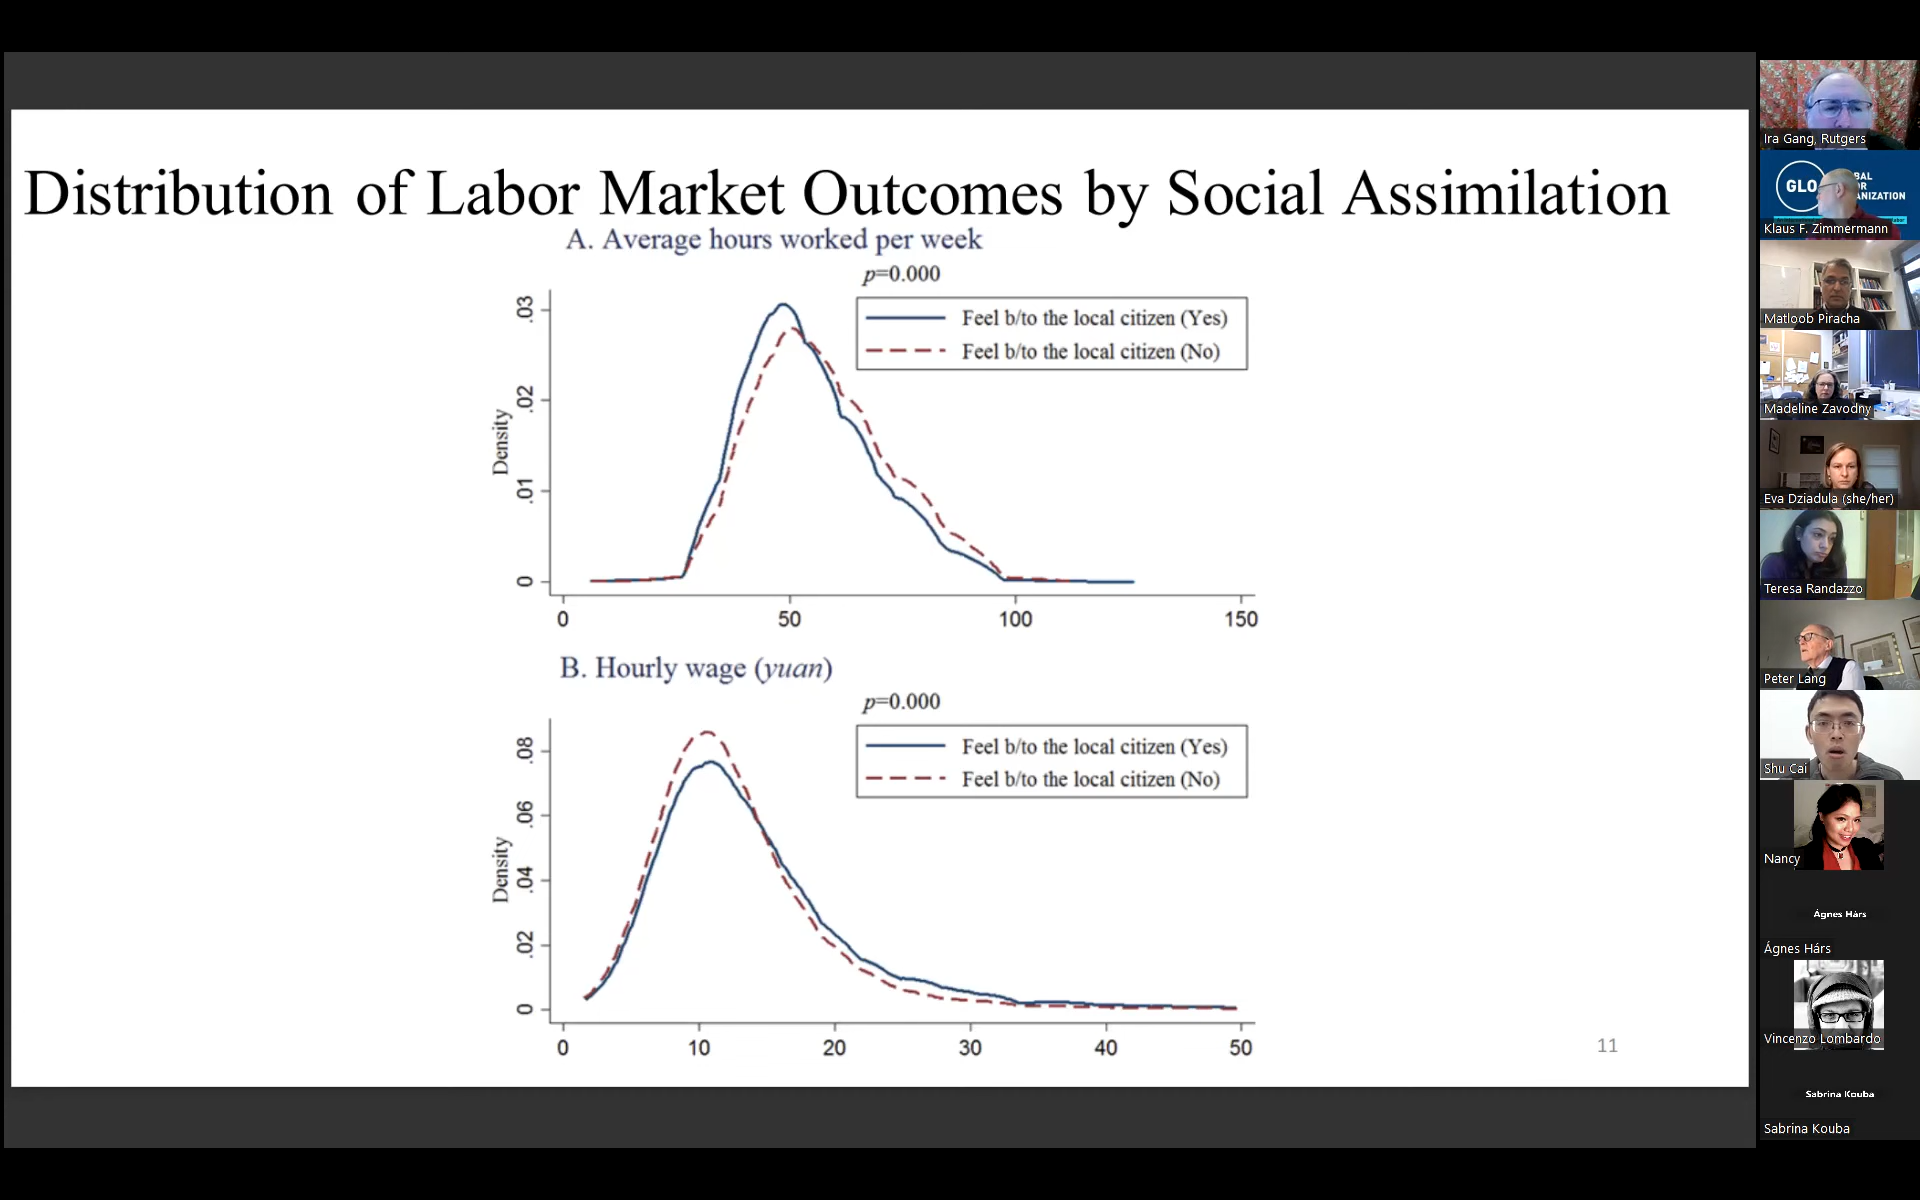 Distribution of Labor Market Outcomes by Social Assimilation
A. Average hours worked per week
p=0.000
Feel b/to the local citizen (Yes)
Feel b/to the local citizen (No)
Density
.03
.02
.01
0
0 50 100 150
B. Hourly wage (yuan)
p=0.000
Feel b/to the local citizen (Yes)
Feel b/to the local citizen (No)
Density
.08
.06
.04
.02
0
0 10 20 30 40 50
11
Ira Gang, Rutgers
GLO
BAL
OR
ANIZATION
Klaus F. Zimmermann
Matloob Piracha
Madeline Zavodny
Eva Dziadula (she/her)
Teresa Randazzo
Peter Lang
Shu Cai
Nancy
Ágnes Hárs
Ágnes Hárs
Vincenzo Lombardo
Sabrina Kouba
Sabrina Kouba